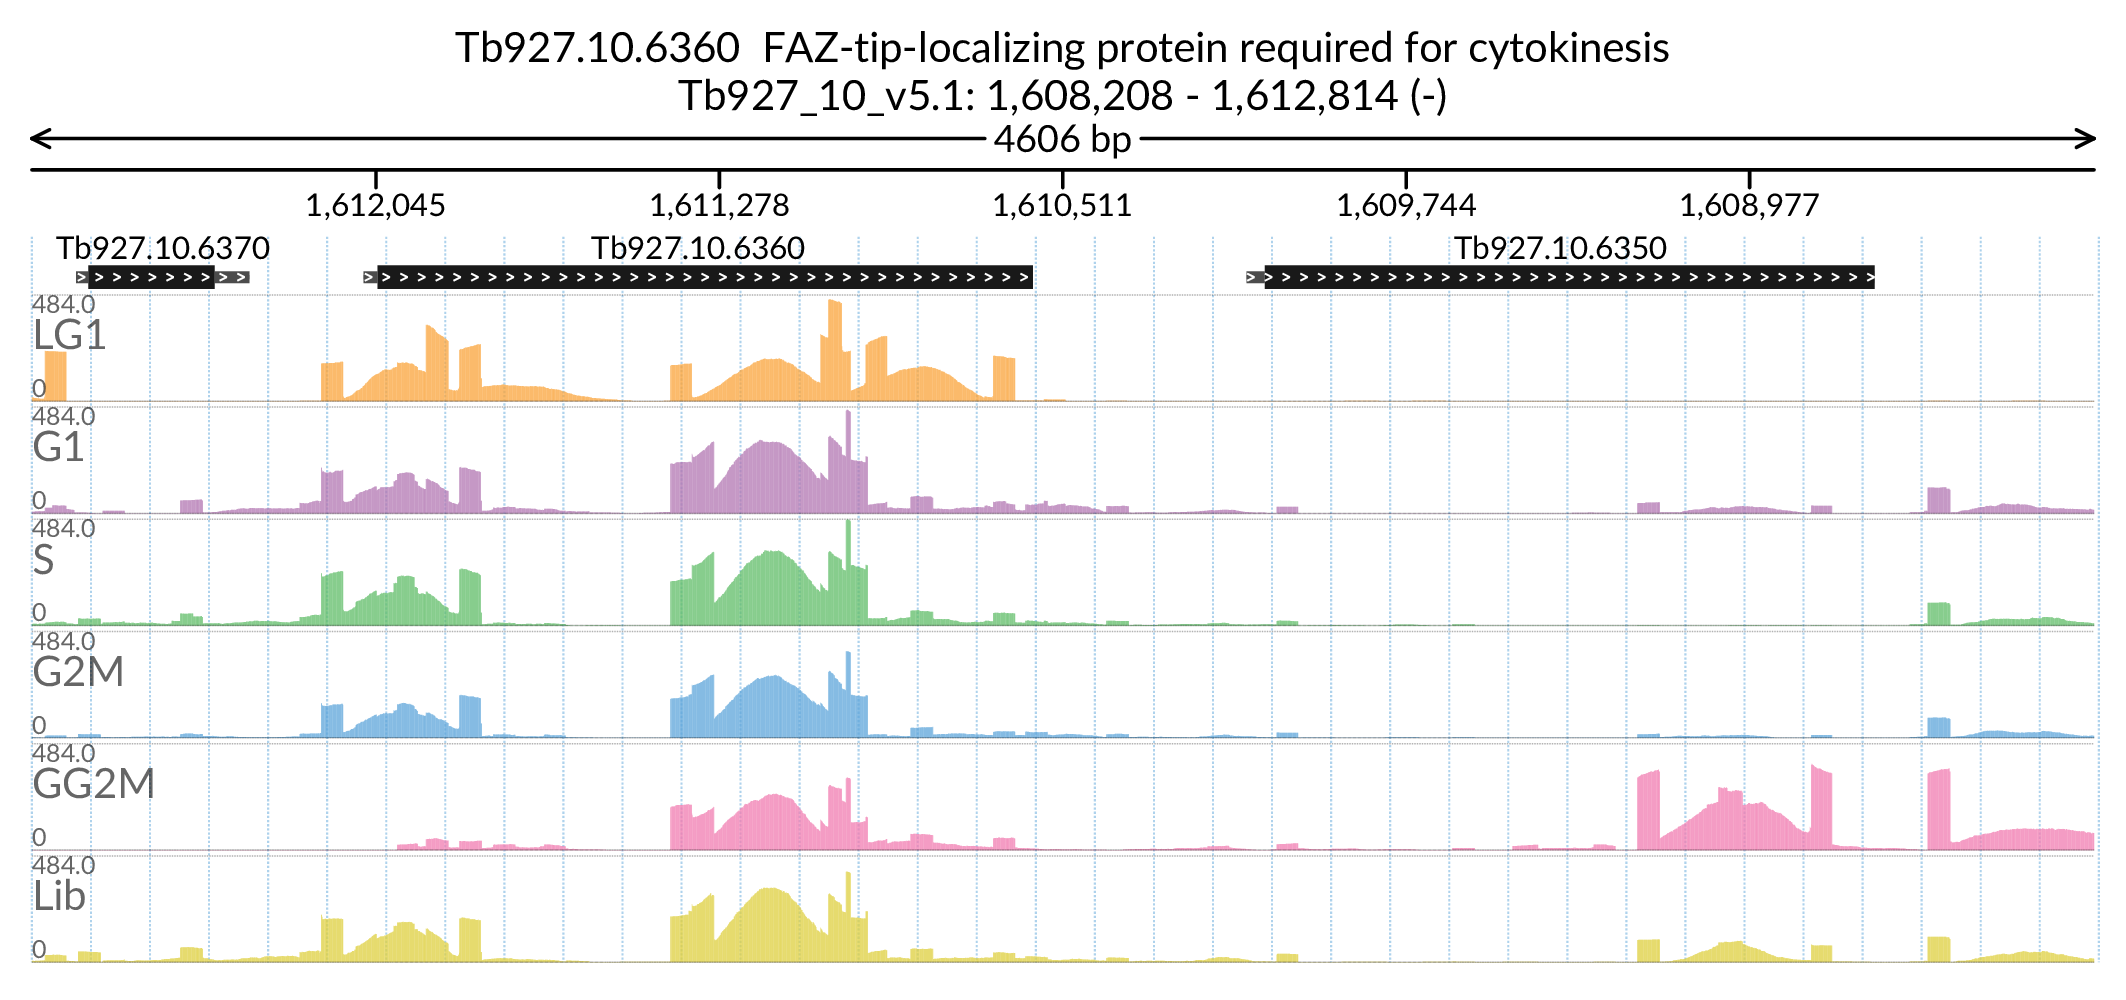 Tb927.10.6360  FAZ-tip-localizing protein required for cytokinesis
Tb927_10_v5.1: 1,608,208 - 1,612,814 (-)
4606 bp
1,612,045 1,611,278 1,610,511 1,609,744 1,608,977
Tb927.10.6370 Tb927.10.6360 Tb927.10.6350
484.0
LG1
0
484.0
G1
0
484.0
S
0
484.0
G2M
0
484.0
GG2M
0
484.0
Lib
0